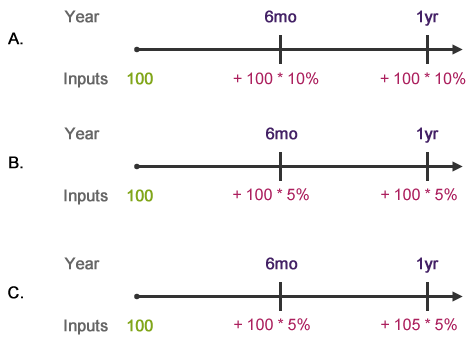 Year 6mo 1yr
A.
Inputs 100 + 100 * 10% + 100 * 10%
Year 6mo 1yr
B.
Inputs 100 + 100 * 5% + 100 * 5%
Year 6mo 1yr
C.
Inputs 100 + 100 * 5% + 105 * 5%